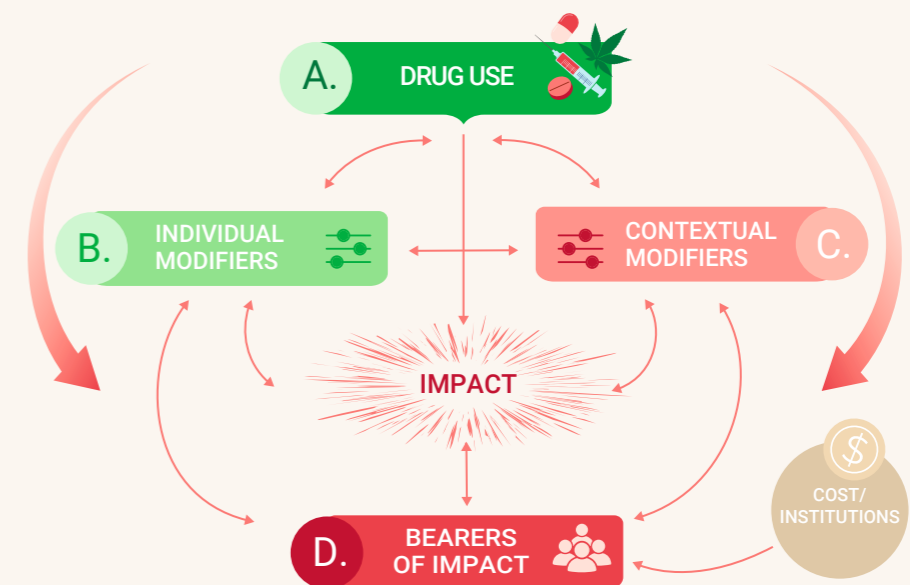 A.
DRUG USE
B.
INDIVIDUAL
MODIFIERS
CONTEXTUAL
MODIFIERS
C.
IMPACT
$
COST/
INSTITUTIONS
D.
BEARERS
OF IMPACT